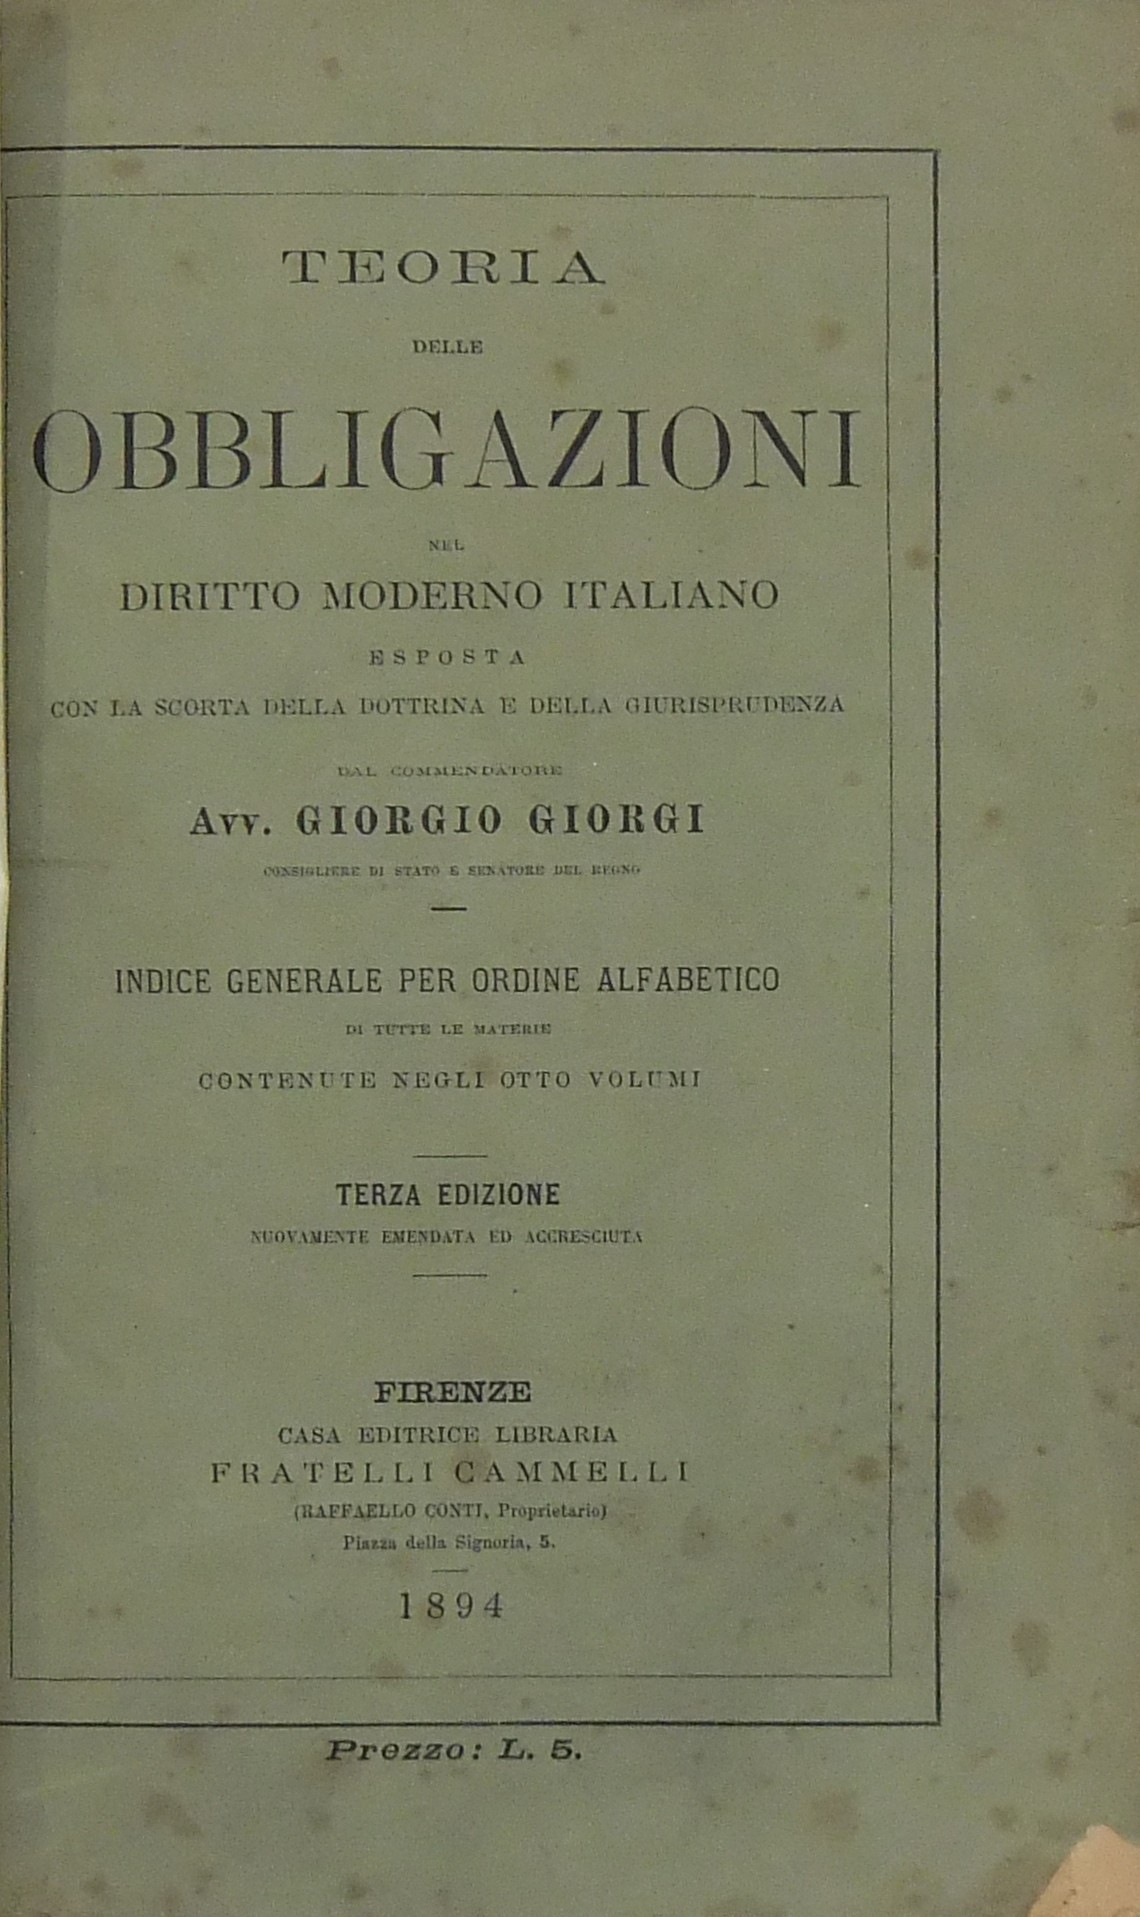 TEORIA
DELLE
OBBLIGAZIONI
NEL
DIRITTO MODERNO ITALIANO
ESPOSTA
CON LA SCORTA DELLA DOTTRINA E DELLA GIURISPRUDENZA
DAL COMMENDATORE
Avv. GIORGIO GIORGI
CONSIGLIERE DI STATO E SENATORE DEL REGNO
INDICE GENERALE PER ORDINE ALFABETICO
DI TUTTE LE MATERIE
CONTENUTE NEGLI OTTO VOLUMI
TERZA EDIZIONE
NUOVAMENTE EMENDATA ED ACCRESCIUTA
FIRENZE
CASA EDITRICE LIBRARIA
FRATELLI CAMMELLI
(RAFFAELLO CONTI, Proprietario)
Piazza della Signoria, 5.
1894
Prezzo: L. 5.